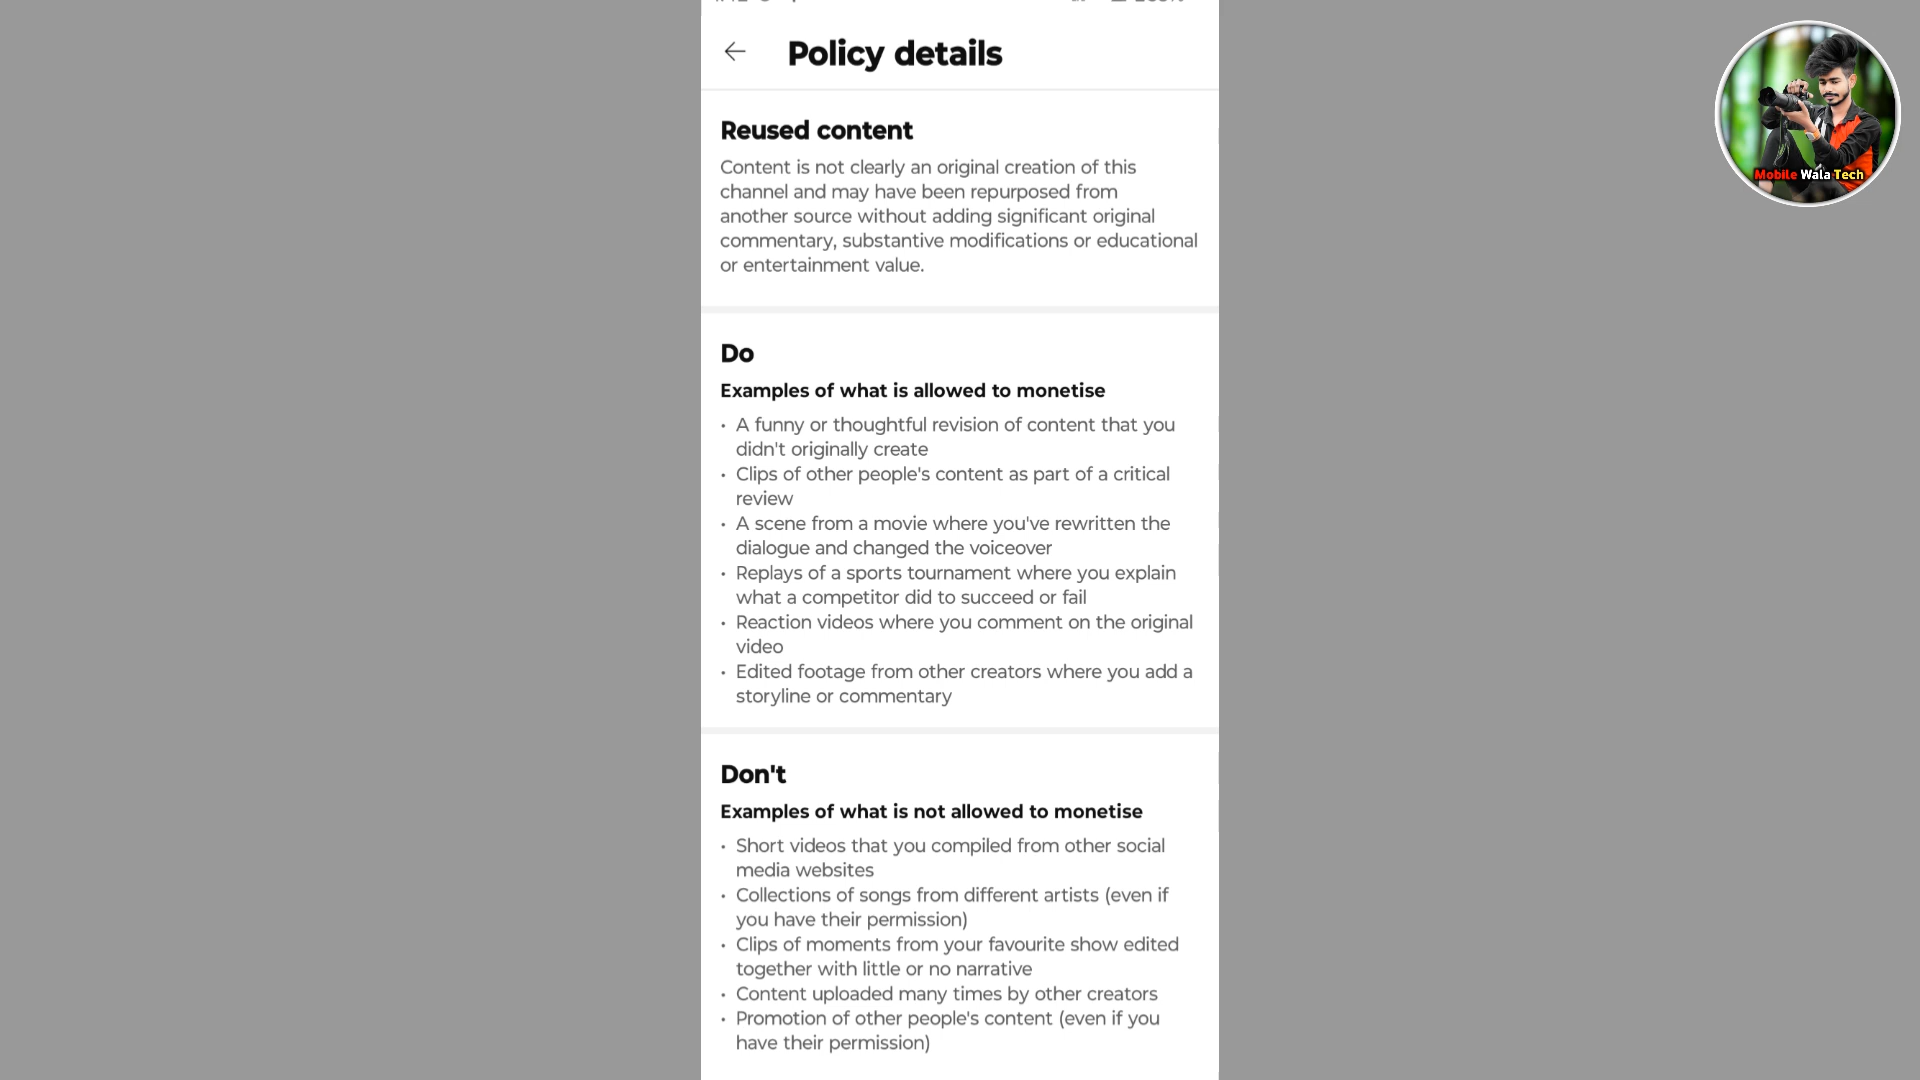 Policy details
Reused content
Content is not clearly an original creation of this
channel and may have been repurposed from
another source without adding significant original
commentary, substantive modifications or educational
or entertainment value.
Do
Examples of what is allowed to monetise
• A funny or thoughtful revision of content that you
didn't originally create
• Clips of other people's content as part of a critical
review
• A scene from a movie where you've rewritten the
dialogue and changed the voiceover
• Replays of a sports tournament where you explain
what a competitor did to succeed or fail
• Reaction videos where you comment on the original
video
• Edited footage from other creators where you add a
storyline or commentary
Don't
Examples of what is not allowed to monetise
• Short videos that you compiled from other social
media websites
• Collections of songs from different artists (even if
you have their permission)
• Clips of moments from your favourite show edited
together with little or no narrative
• Content uploaded many times by other creators
• Promotion of other people's content (even if you
have their permission)
Mobile Wala Tech